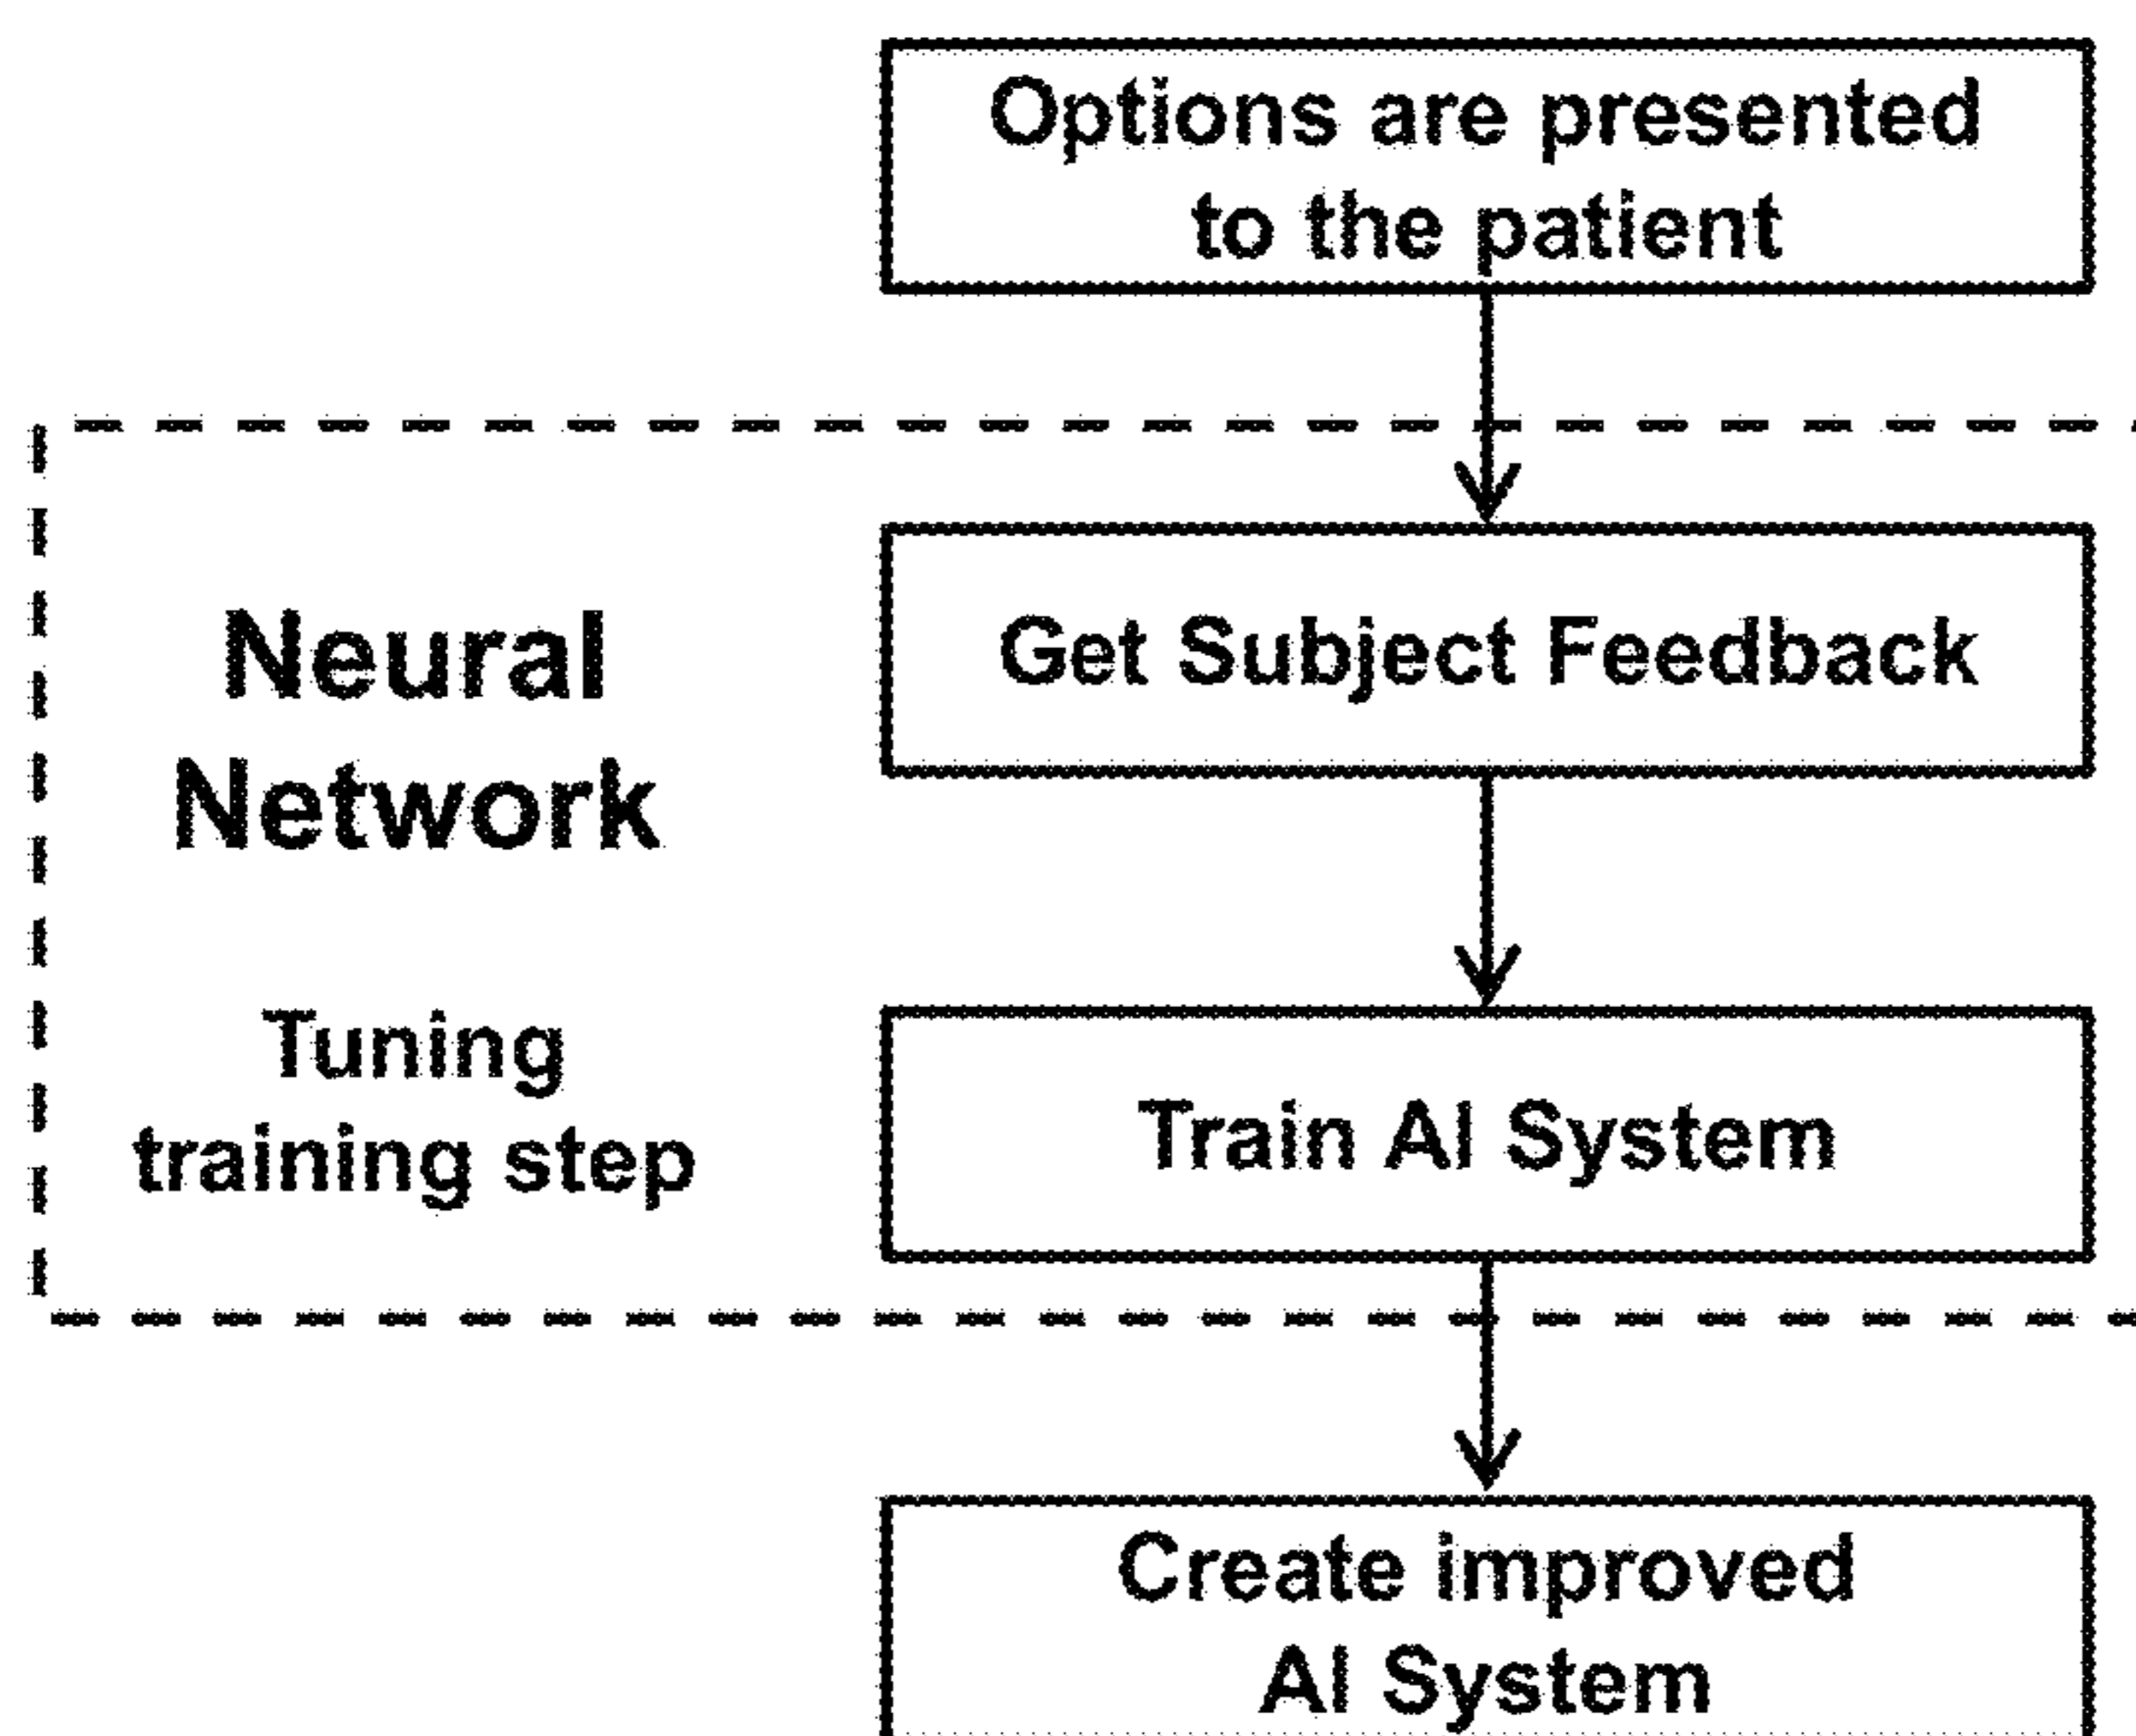 Options are presented
to the patient
Get Subject Feedback
Neural
Network
Tuning
training step
Train AI System
Create improved
AI System